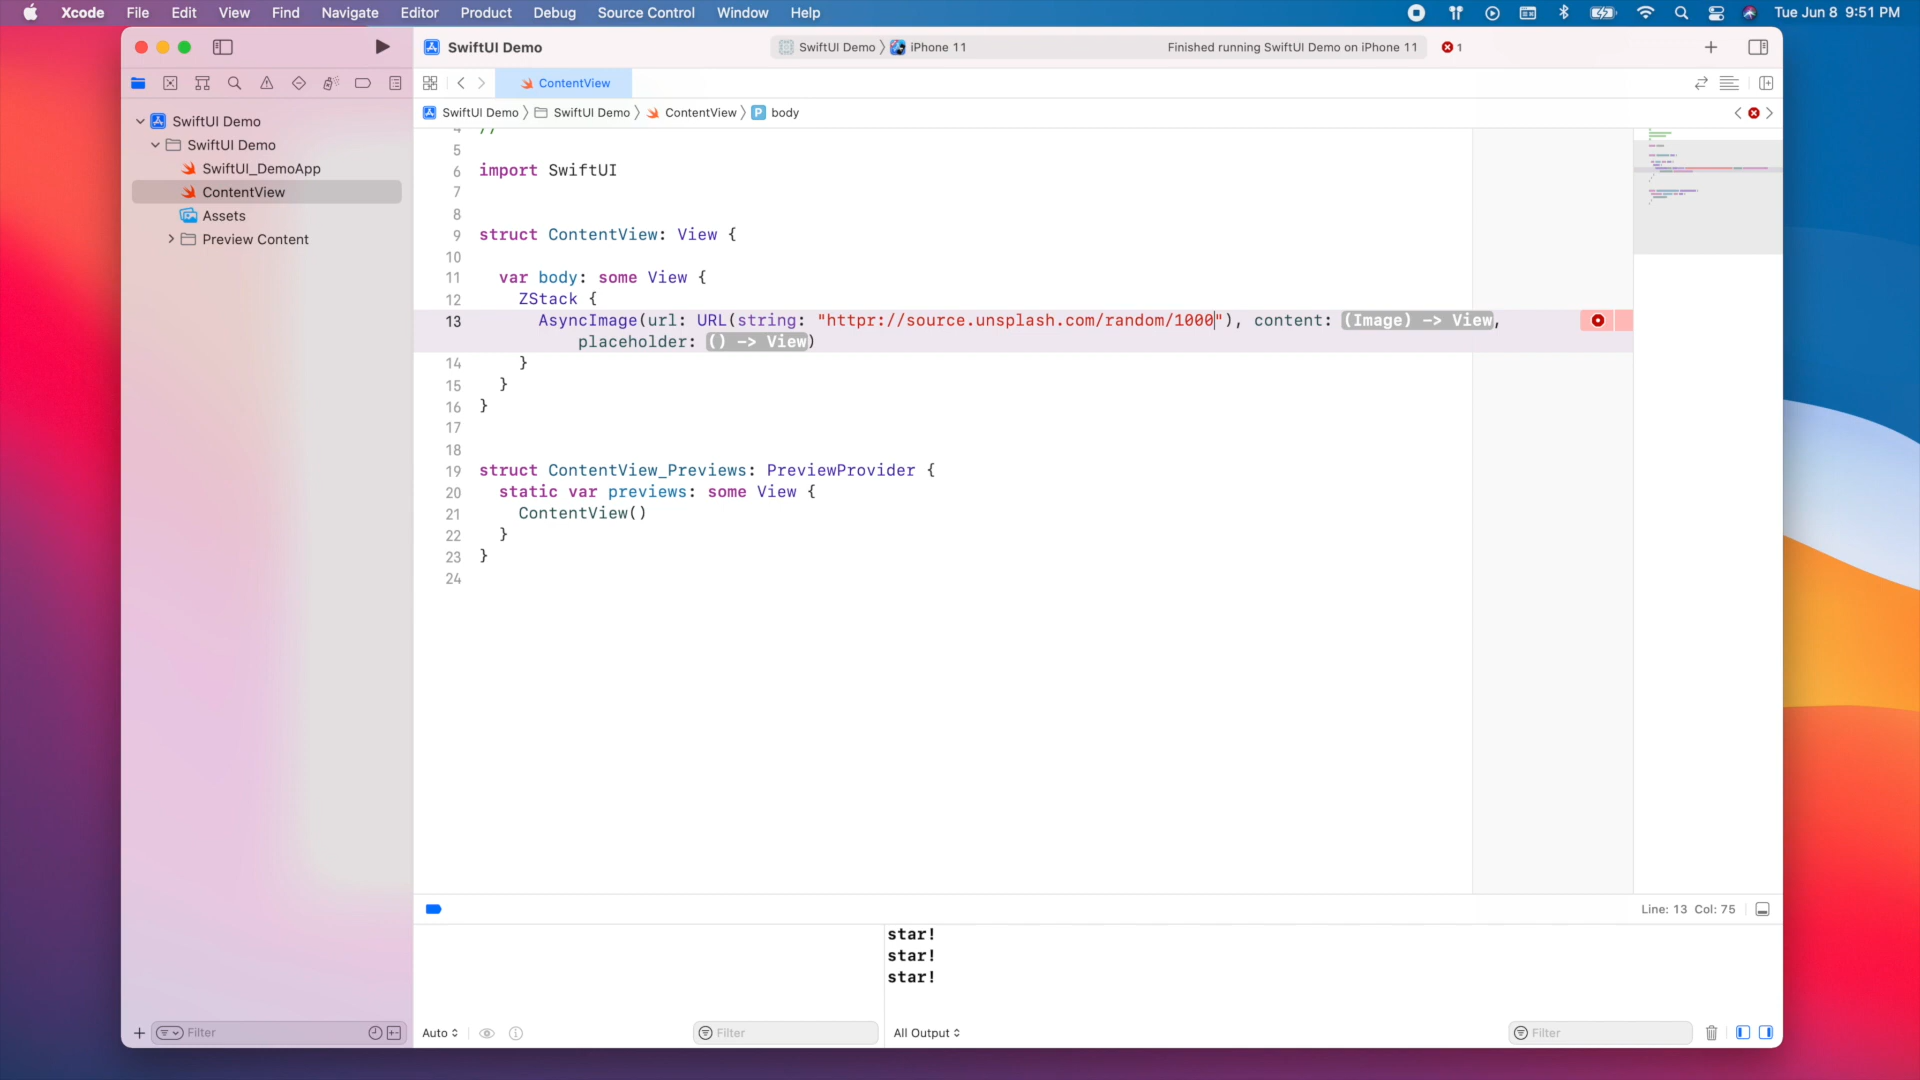 Xcode File Edit View Find Navigate Editor Product Debug Source Control Window Help Tue Jun 8 9:51 PM
SwiftUI Demo SwiftUI Demo iPhone 11 Finished running SwiftUI Demo on iPhone 11 1
ContentView
SwiftUI Demo SwiftUI Demo ContentView P body
SwiftUI Demo
SwiftUI Demo
SwiftUI_DemoApp
ContentView
Assets
Preview Content
4 //
5
6 import SwiftUI
7
8
9 struct ContentView: View {
10
11 var body: some View {
12 ZStack {
13 AsyncImage(url: URL(string: "httpr://source.unsplash.com/random/1000"), content: (Image) -> View,
placeholder: () -> View)
14 }
15 }
16 }
17
18
19 struct ContentView_Previews: PreviewProvider {
20 static var previews: some View {
21 ContentView()
22 }
23 }
24
Line: 13 Col: 75
star!
star!
star!
Filter Auto Filter All Output Filter